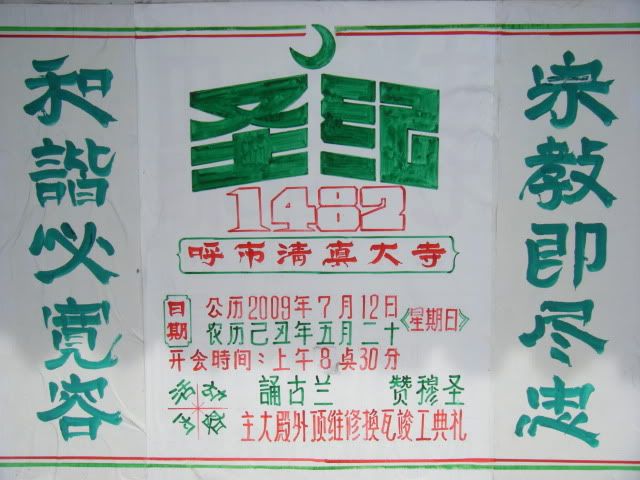 宗教即尽忠
圣纪
1482
呼市清真大寺
日期
公历2009年7月12日
农历己丑年五月二十
《星期日》
开会时间：上午8奌30分
诵古兰 赞穆圣
主大殿外顶维修换瓦竣工典礼
和諧必寬容